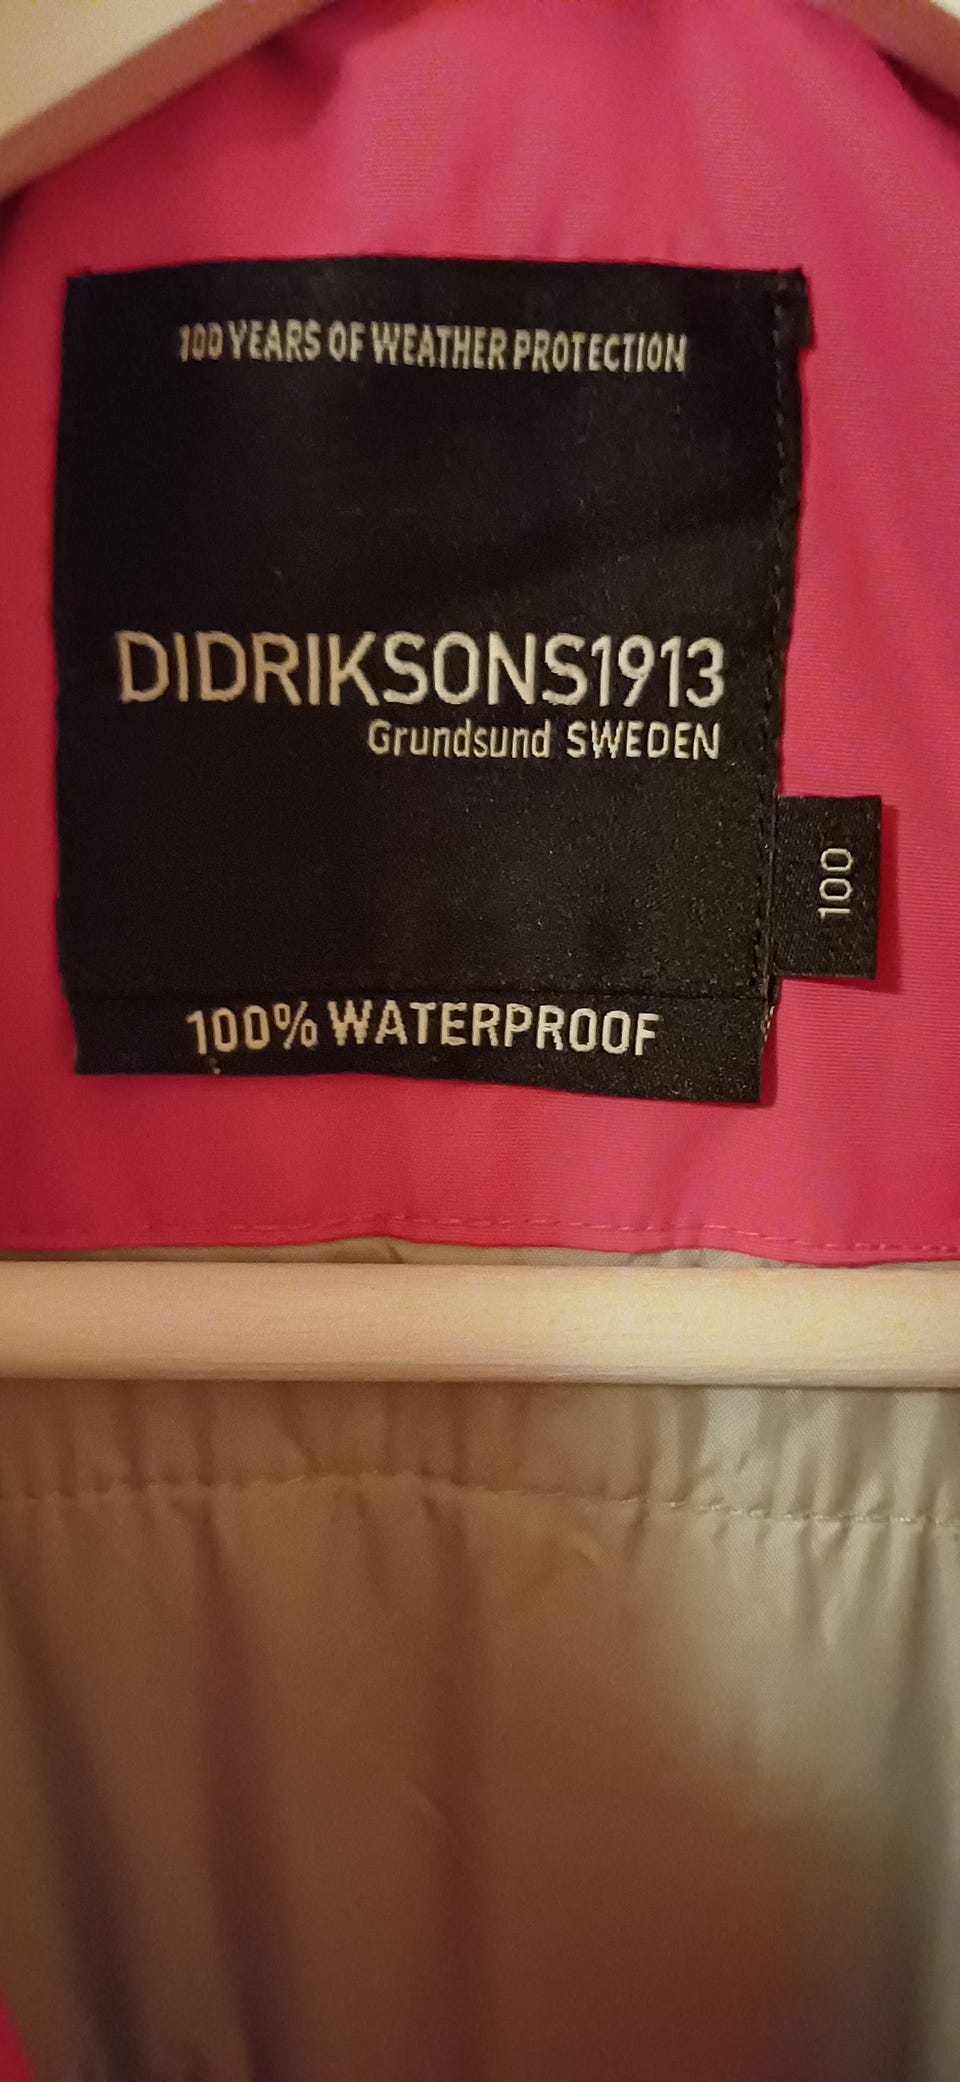 100 YEARS OF WEATHER PROTECTION
DIDRIKSONS1913
Grundsund SWEDEN
100
100% WATERPROOF